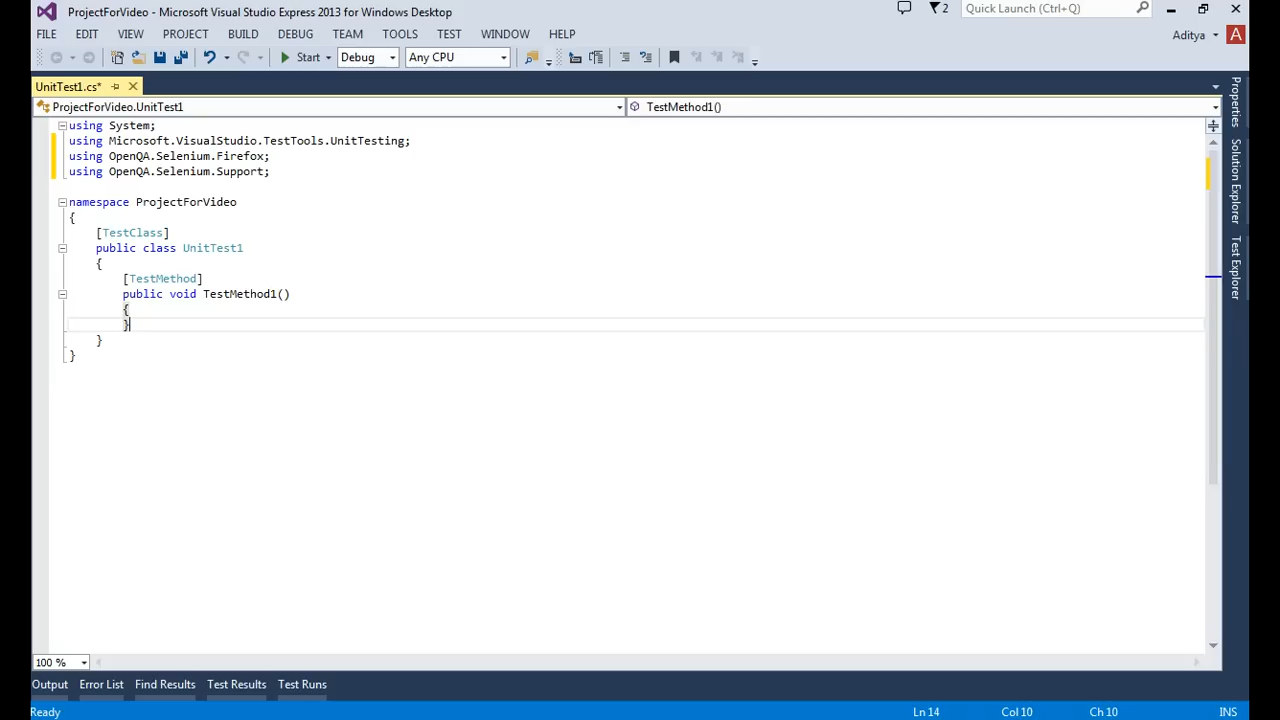 ProjectForVideo - Microsoft Visual Studio Express 2013 for Windows Desktop
2
Quick Launch (Ctrl+Q)
FILE EDIT VIEW PROJECT BUILD DEBUG TEAM TOOLS TEST WINDOW HELP
Aditya
A
Start Debug Any CPU
UnitTest1.cs*
ProjectForVideo.UnitTest1
TestMethod1()
using System;
using Microsoft.VisualStudio.TestTools.UnitTesting;
using OpenQA.Selenium.Firefox;
using OpenQA.Selenium.Support;
namespace ProjectForVideo
{
[TestClass]
public class UnitTest1
{
[TestMethod]
public void TestMethod1()
{
}
}
}
Properties
Solution Explorer
Test Explorer
100 %
Output Error List Find Results Test Results Test Runs
Ready Ln 14 Col 10 Ch 10 INS